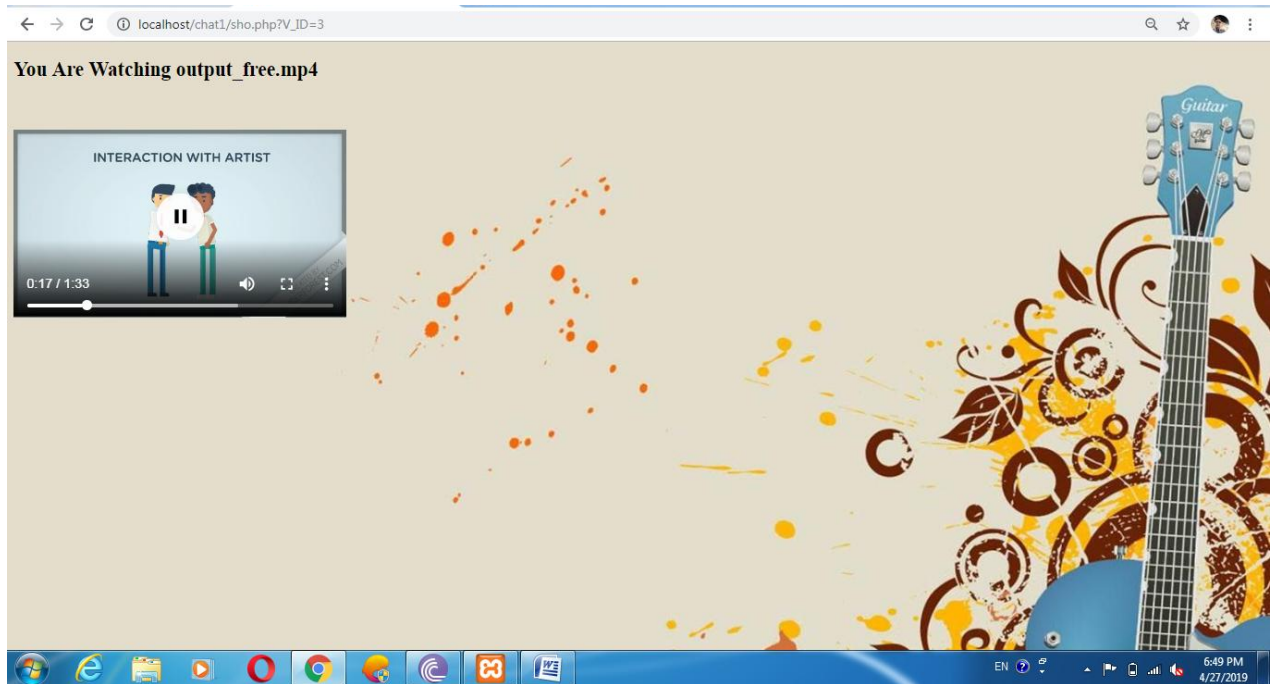 localhost/chat1/sho.php?V_ID=3
You Are Watching output_free.mp4
INTERACTION WITH ARTIST
0:17 / 1:33
Guitar
EN
6:49 PM
4/27/2019